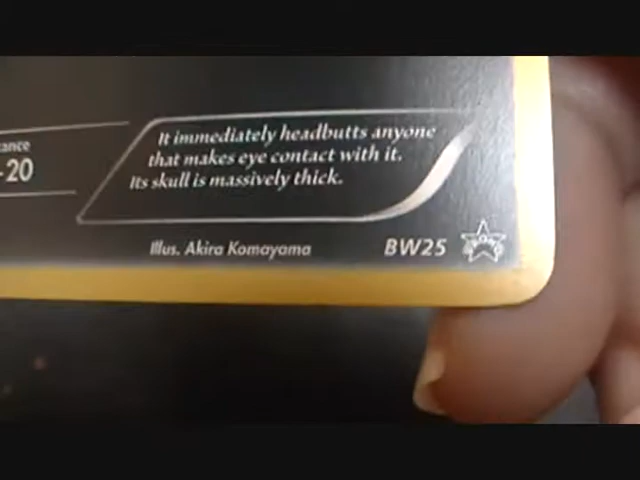 ance
-20
It immediately headbutts anyone
that makes eye contact with it.
Its skull is massively thick.
Illus. Akira Komayama
BW25
PROMO